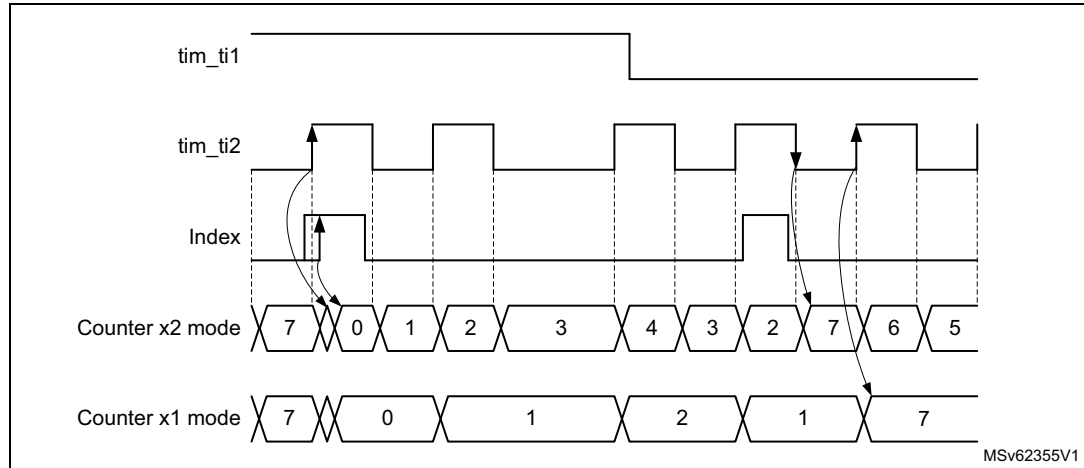 tim_ti1
tim_ti2
Index
Counter x2 mode 7 0 1 2 3 4 3 2 7 6 5
Counter x1 mode 7 0 1 2 1 7
MSv62355V1